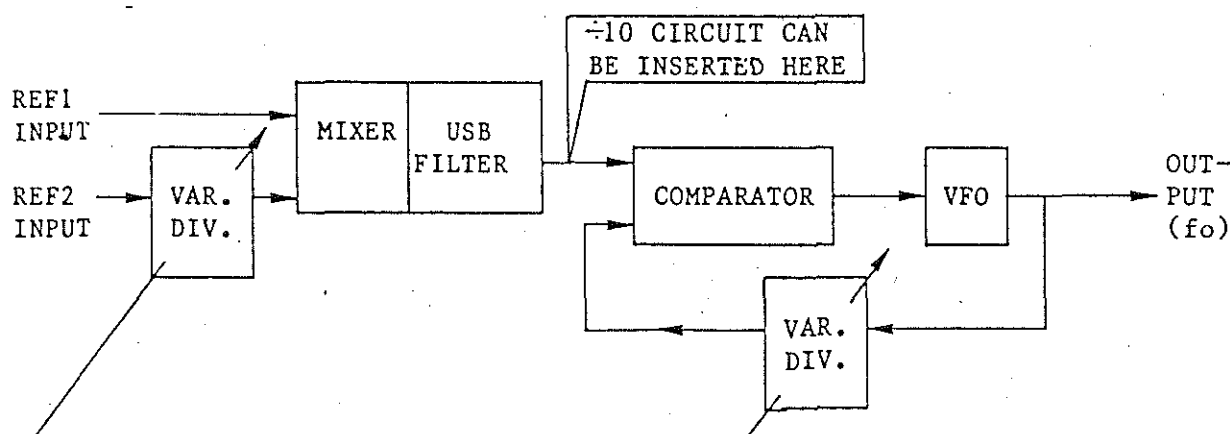 ÷10 CIRCUIT CAN
BE INSERTED HERE
REF1
INPUT
MIXER
USB
FILTER
REF2
INPUT
VAR.
DIV.
COMPARATOR
VFO
OUT-
PUT
(fo)
VAR.
DIV.